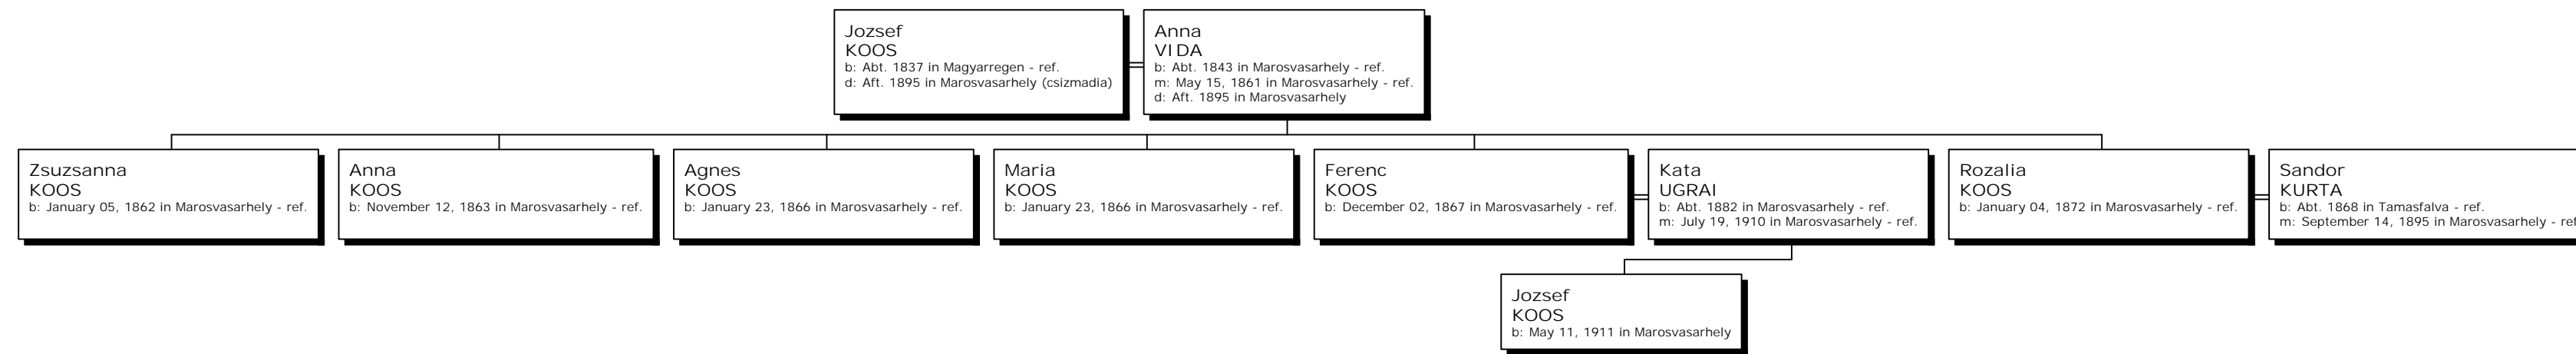 Jozsef
KOOS
b: Abt. 1837 in Magyarregen - ref.
d: Aft. 1895 in Marosvasarhely (csizmadia)
Anna
VIDA
b: Abt. 1843 in Marosvasarhely - ref.
m: May 15, 1861 in Marosvasarhely - ref.
d: Aft. 1895 in Marosvasarhely
Zsuzsanna
KOOS
b: January 05, 1862 in Marosvasarhely - ref.
Anna
KOOS
b: November 12, 1863 in Marosvasarhely - ref.
Agnes
KOOS
b: January 23, 1866 in Marosvasarhely - ref.
Maria
KOOS
b: January 23, 1866 in Marosvasarhely - ref.
Ferenc
KOOS
b: December 02, 1867 in Marosvasarhely - ref.
Kata
UGRAI
b: Abt. 1882 in Marosvasarhely - ref.
m: July 19, 1910 in Marosvasarhely - ref.
Rozalia
KOOS
b: January 04, 1872 in Marosvasarhely - ref.
Sandor
KURTA
b: Abt. 1868 in Tamasfalva - ref.
m: September 14, 1895 in Marosvasarhely - ref
Jozsef
KOOS
b: May 11, 1911 in Marosvasarhely